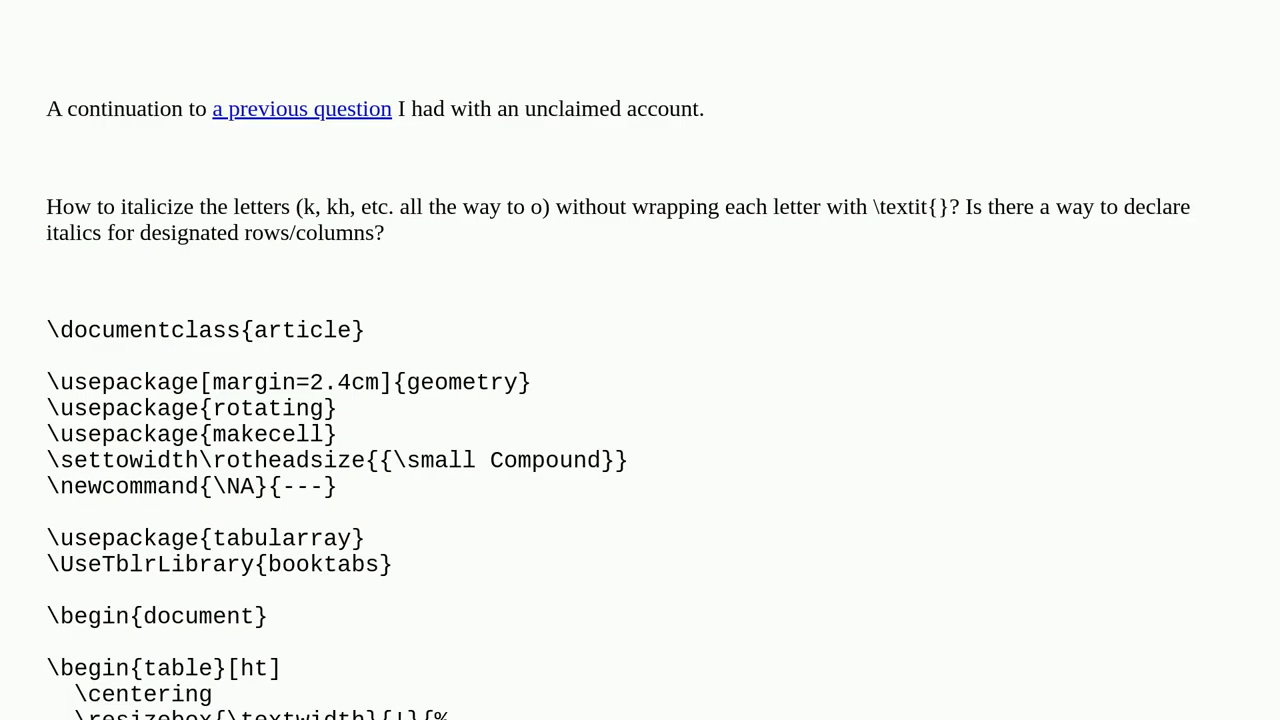 A continuation to a previous question I had with an unclaimed account.
How to italicize the letters (k, kh, etc. all the way to o) without wrapping each letter with \textit{}? Is there a way to declare
italics for designated rows/columns?
\documentclass{article}
\usepackage[margin=2.4cm]{geometry}
\usepackage{rotating}
\usepackage{makecell}
\settowidth\rotheadsize{{\small Compound}}
\newcommand{\NA}{---}
\usepackage{tabularray}
\UseTblrLibrary{booktabs}
\begin{document}
\begin{table}[ht]
  \centering
  \resizebox{\textwidth}{!}{%